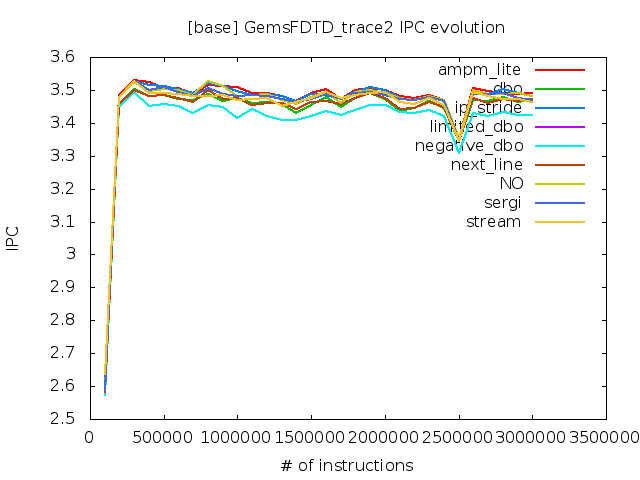 [base] GemsFDTD_trace2 IPC evolution
3.6
3.5
3.4
3.3
3.2
3.1
3
2.9
2.8
2.7
2.6
2.5
IPC
ampm_lite
dbo
ip_stride
limited_dbo
negative_dbo
next_line
NO
sergi
stream
0 500000 1000000 1500000 2000000 2500000 3000000 3500000
# of instructions